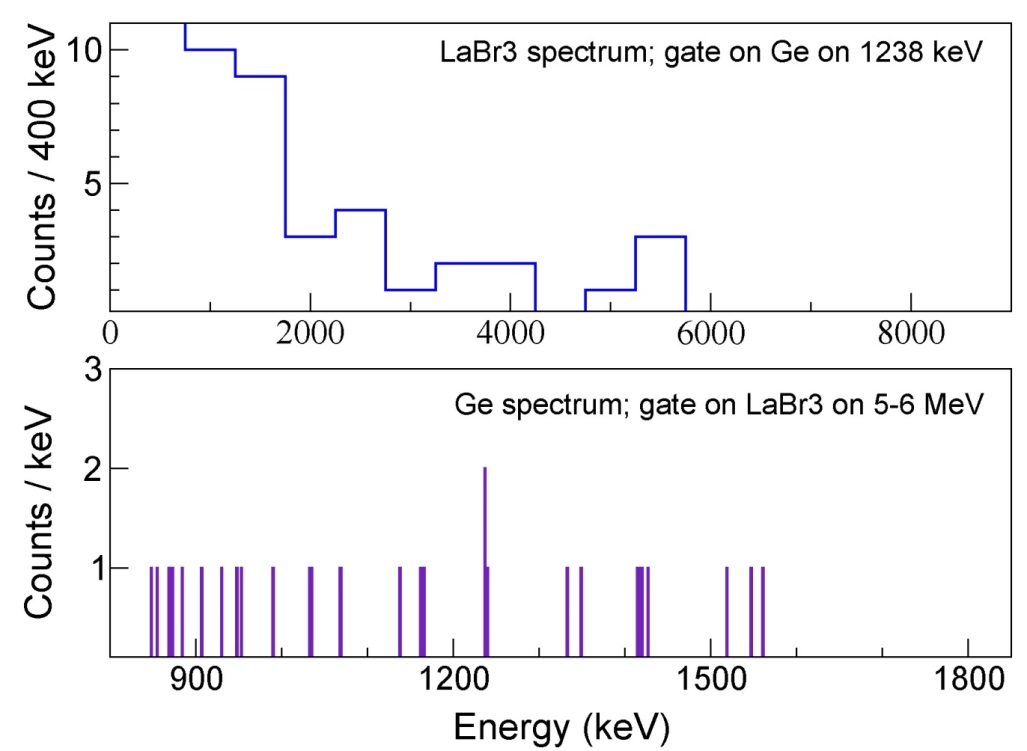 LaBr3 spectrum; gate on Ge on 1238 keV
Counts / 400 keV
10
5
0 2000 4000 6000 8000
Ge spectrum; gate on LaBr3 on 5-6 MeV
Counts / keV
3
2
1
900 1200 1500 1800
Energy (keV)